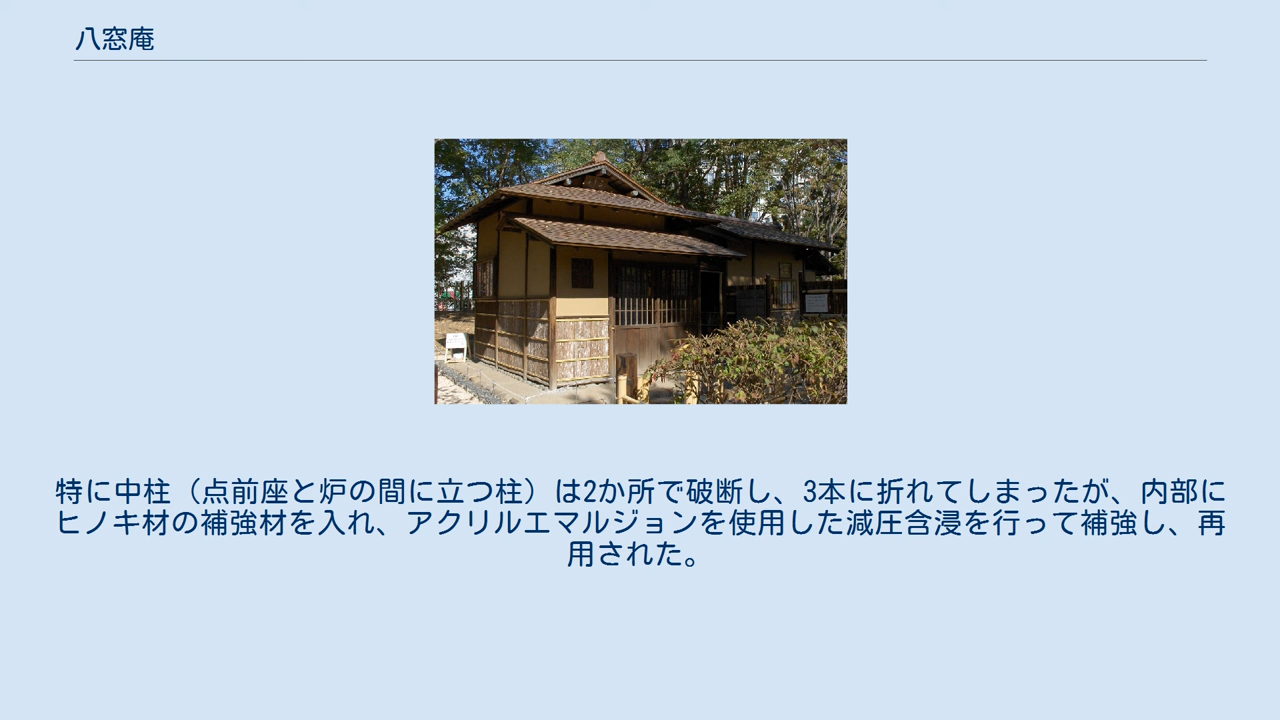 八窓庵
特に中柱（点前座と炉の間に立つ柱）は2か所で破断し、3本に折れてしまったが、内部に
ヒノキ材の補強材を入れ、アクリルエマルジョンを使用した減圧含浸を行って補強し、再
用された。